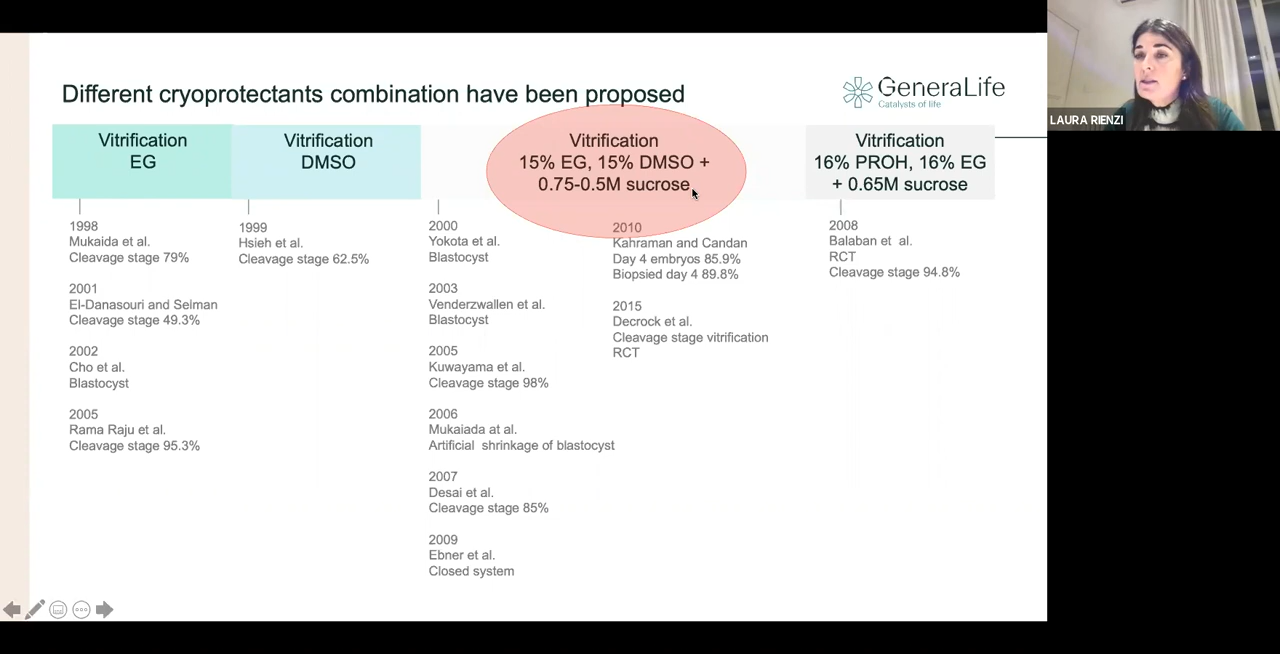 Different cryoprotectants combination have been proposed
GeneraLife
Catalysts of life
LAURA RIENZI
Vitrification
EG
Vitrification
DMSO
Vitrification
15% EG, 15% DMSO +
0.75-0.5M sucrose
Vitrification
16% PROH, 16% EG
+ 0.65M sucrose
1998
Mukaida et al.
Cleavage stage 79%
2001
El-Danasouri and Selman
Cleavage stage 49.3%
2002
Cho et al.
Blastocyst
2005
Rama Raju et al.
Cleavage stage 95.3%
1999
Hsieh et al.
Cleavage stage 62.5%
2000
Yokota et al.
Blastocyst
2003
Venderzwallen et al.
Blastocyst
2005
Kuwayama et al.
Cleavage stage 98%
2006
Mukaiada at al.
Artificial shrinkage of blastocyst
2007
Desai et al.
Cleavage stage 85%
2009
Ebner et al.
Closed system
2010
Kahraman and Candan
Day 4 embryos 85.9%
Biopsied day 4 89.8%
2015
Decrock et al.
Cleavage stage vitrification
RCT
2008
Balaban et al.
RCT
Cleavage stage 94.8%